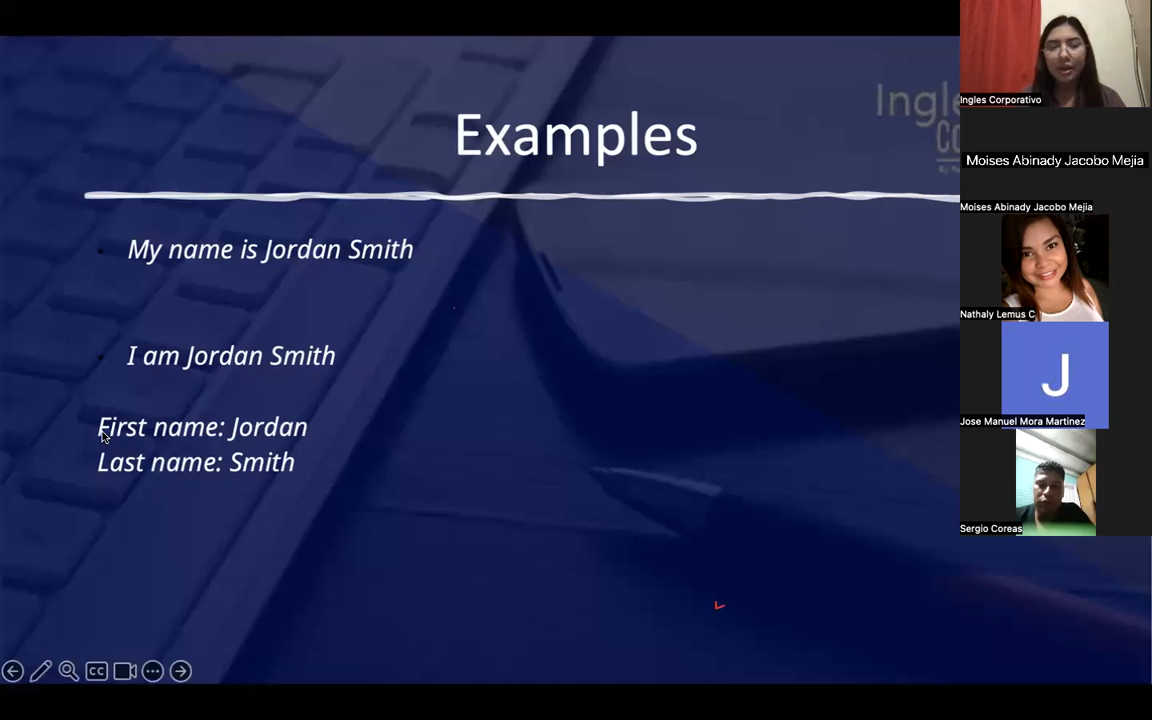 Examples
My name is Jordan Smith
I am Jordan Smith
First name: Jordan
Last name: Smith
Ingles Corporativo
Moises Abinady Jacobo Mejia
Moises Abinady Jacobo Mejia
Nathaly Lemus C
J
Jose Manuel Mora Martinez
Sergio Coreas
CC